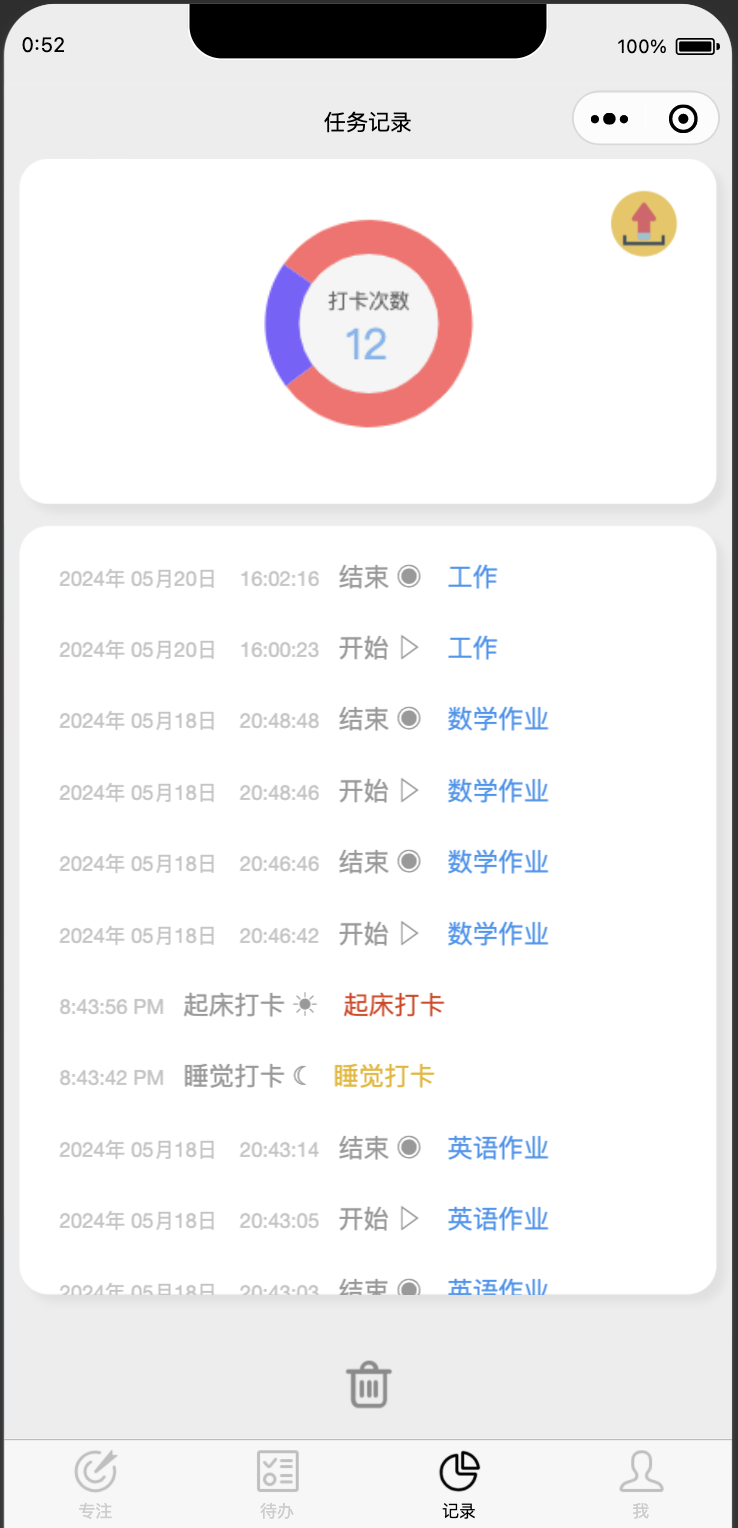 0:52 100%
任务记录
打卡次数
12
2024年 05月20日 16:02:16 结束 ◉ 工作
2024年 05月20日 16:00:23 开始 ▷ 工作
2024年 05月18日 20:48:48 结束 ◉ 数学作业
2024年 05月18日 20:48:46 开始 ▷ 数学作业
2024年 05月18日 20:46:46 结束 ◉ 数学作业
2024年 05月18日 20:46:42 开始 ▷ 数学作业
8:43:56 PM 起床打卡 ☀ 起床打卡
8:43:42 PM 睡觉打卡 ☾ 睡觉打卡
2024年 05月18日 20:43:14 结束 ◉ 英语作业
2024年 05月18日 20:43:05 开始 ▷ 英语作业
2024年 05月18日 20:43:03 结束 ◉ 英语作业
专注 待办 记录 我